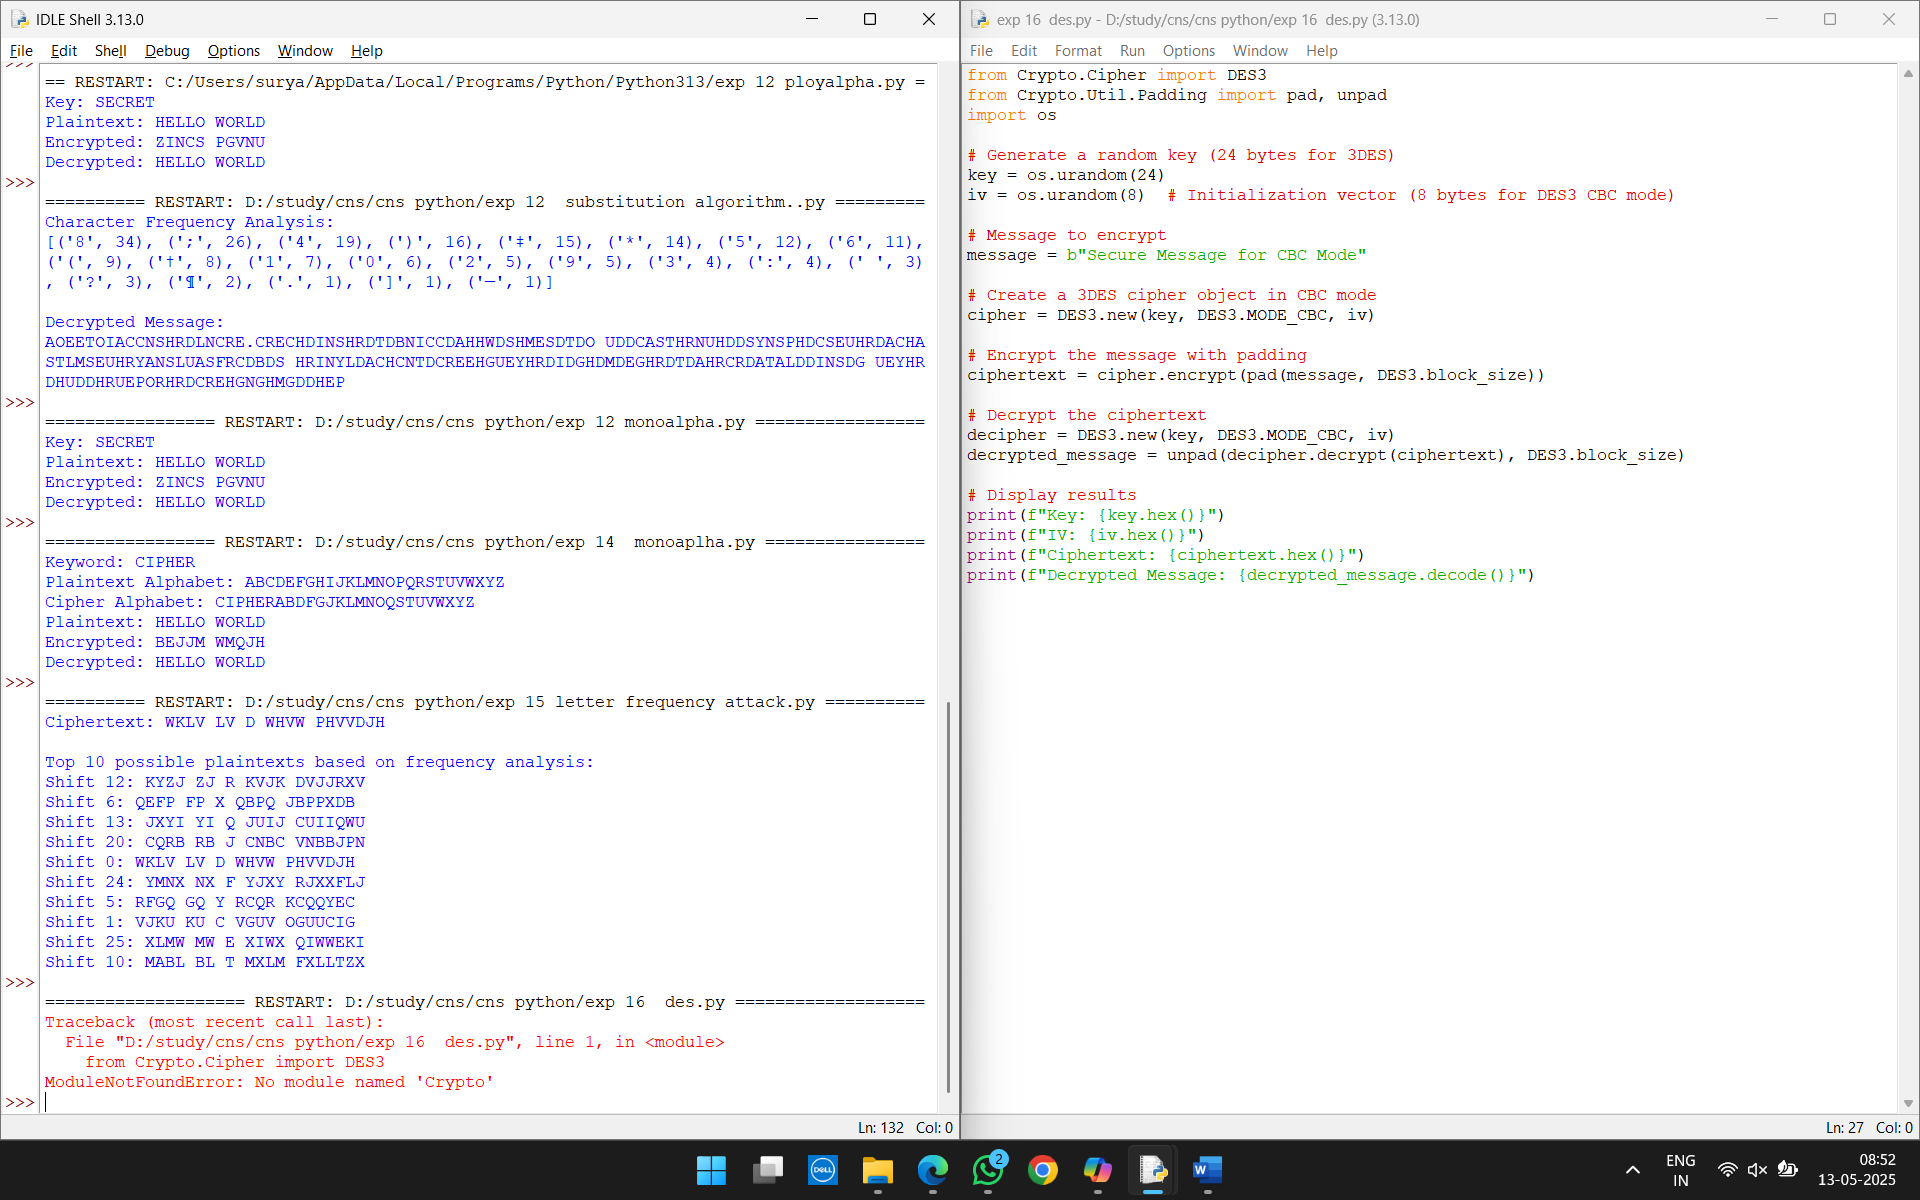 IDLE Shell 3.13.0
File Edit Shell Debug Options Window Help
>>>
== RESTART: C:/Users/surya/AppData/Local/Programs/Python/Python313/exp 12 ployalpha.py =
Key: SECRET
Plaintext: HELLO WORLD
Encrypted: ZINCS PGVNU
Decrypted: HELLO WORLD
>>>
========== RESTART: D:/study/cns/cns python/exp 12  substitution algorithm..py =========
Character Frequency Analysis:
[('8', 34), (';', 26), ('4', 19), (')', 16), ('‡', 15), ('*', 14), ('5', 12), ('6', 11),
('(', 9), ('†', 8), ('1', 7), ('0', 6), ('2', 5), ('9', 5), ('3', 4), (':', 4), (' ', 3)
, ('?', 3), ('¶', 2), ('.', 1), (']', 1), ('—', 1)]
Decrypted Message:
AOEETOIACCNSHRDLNCRE.CRECHDINSHRDTDBNICCDAHHWDSHMESDTDO UDDCASTHRNUHDDSYNSPHDCSEUHRDACHA
STLMSEUHRYANSLUASFRCDBDS HRINYLDACHCNTDCREEHGUEYHRDIDGHDMDEGHRDTDAHRCRDATALDDINSDG UEYHR
DHUDDHRUEPORHRDCREHGNGHMGDDHEP
>>>
================= RESTART: D:/study/cns/cns python/exp 12 monoalpha.py =================
Key: SECRET
Plaintext: HELLO WORLD
Encrypted: ZINCS PGVNU
Decrypted: HELLO WORLD
>>>
================= RESTART: D:/study/cns/cns python/exp 14  monoaplha.py ================
Keyword: CIPHER
Plaintext Alphabet: ABCDEFGHIJKLMNOPQRSTUVWXYZ
Cipher Alphabet: CIPHERABDFGJKLMNOQSTUVWXYZ
Plaintext: HELLO WORLD
Encrypted: BEJJM WMQJH
Decrypted: HELLO WORLD
>>>
========== RESTART: D:/study/cns/cns python/exp 15 letter frequency attack.py ==========
Ciphertext: WKLV LV D WHVW PHVVDJH
Top 10 possible plaintexts based on frequency analysis:
Shift 12: KYZJ ZJ R KVJK DVJJRXV
Shift 6: QEFP FP X QBPQ JBPPXDB
Shift 13: JXYI YI Q JUIJ CUIIQWU
Shift 20: CQRB RB J CNBC VNBBJPN
Shift 0: WKLV LV D WHVW PHVVDJH
Shift 24: YMNX NX F YJXY RJXXFLJ
Shift 5: RFGQ GQ Y RCQR KCQQYEC
Shift 1: VJKU KU C VGUV OGUUCIG
Shift 25: XLMW MW E XIWX QIWWEKI
Shift 10: MABL BL T MXLM FXLLTZX
>>>
==================== RESTART: D:/study/cns/cns python/exp 16  des.py ===================
Traceback (most recent call last):
  File "D:/study/cns/cns python/exp 16  des.py", line 1, in <module>
    from Crypto.Cipher import DES3
ModuleNotFoundError: No module named 'Crypto'
>>>
Ln: 132 Col: 0
exp 16  des.py - D:/study/cns/cns python/exp 16  des.py (3.13.0)
File Edit Format Run Options Window Help
from Crypto.Cipher import DES3
from Crypto.Util.Padding import pad, unpad
import os
# Generate a random key (24 bytes for 3DES)
key = os.urandom(24)
iv = os.urandom(8)  # Initialization vector (8 bytes for DES3 CBC mode)
# Message to encrypt
message = b"Secure Message for CBC Mode"
# Create a 3DES cipher object in CBC mode
cipher = DES3.new(key, DES3.MODE_CBC, iv)
# Encrypt the message with padding
ciphertext = cipher.encrypt(pad(message, DES3.block_size))
# Decrypt the ciphertext
decipher = DES3.new(key, DES3.MODE_CBC, iv)
decrypted_message = unpad(decipher.decrypt(ciphertext), DES3.block_size)
# Display results
print(f"Key: {key.hex()}")
print(f"IV: {iv.hex()}")
print(f"Ciphertext: {ciphertext.hex()}")
print(f"Decrypted Message: {decrypted_message.decode()}")
Ln: 27 Col: 0
DELL
2
ENG
IN
08:52
13-05-2025